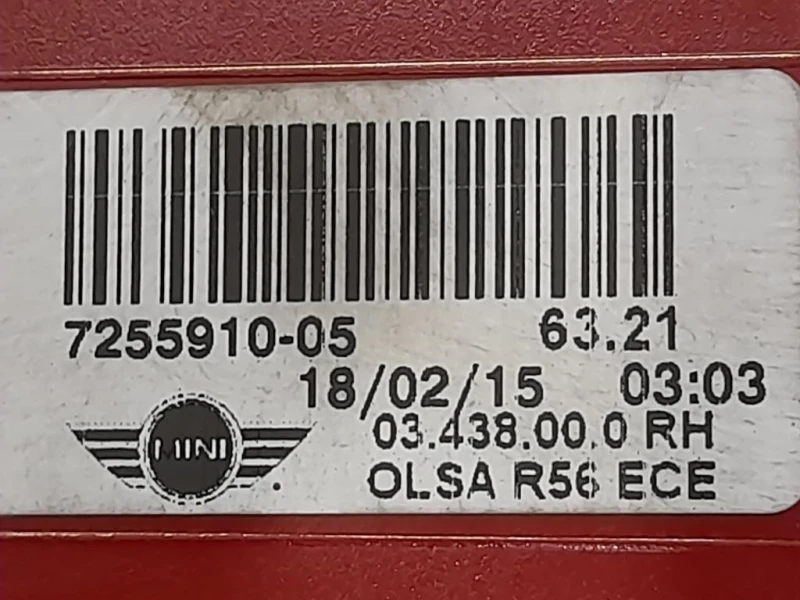 7255910-05 63.21
18/02/15 03:03
03.438.00.0 RH
MINI
OLSA R56 ECE